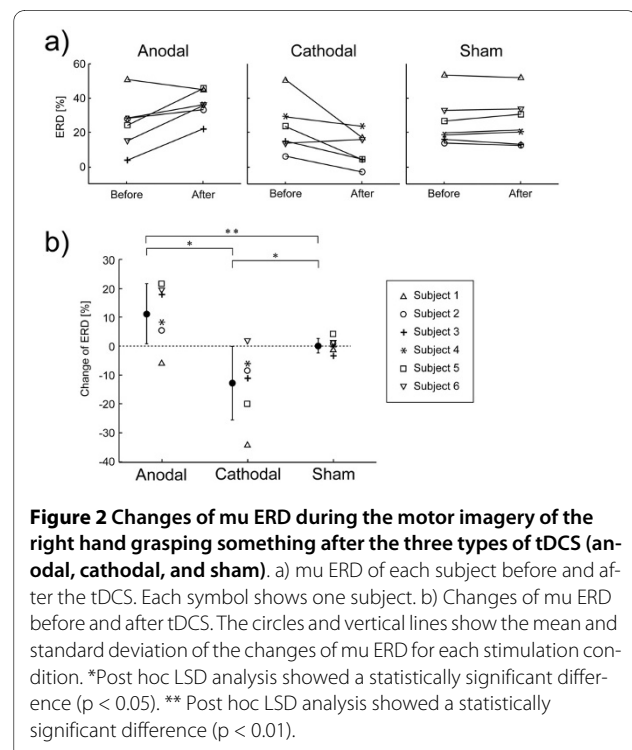 a)
Anodal Cathodal Sham
ERD [%]
60
40
20
0
Before After Before After Before After
b)
** 
* *
Change of ERD [%]
30
20
10
0
-10
-20
-30
-40
Anodal Cathodal Sham
Subject 1
Subject 2
Subject 3
Subject 4
Subject 5
Subject 6
Figure 2 Changes of mu ERD during the motor imagery of the
right hand grasping something after the three types of tDCS (an-
odal, cathodal, and sham). a) mu ERD of each subject before and af-
ter the tDCS. Each symbol shows one subject. b) Changes of mu ERD
before and after tDCS. The circles and vertical lines show the mean and
standard deviation of the changes of mu ERD for each stimulation con-
dition. *Post hoc LSD analysis showed a statistically significant differ-
ence (p < 0.05). ** Post hoc LSD analysis showed a statistically
significant difference (p < 0.01).